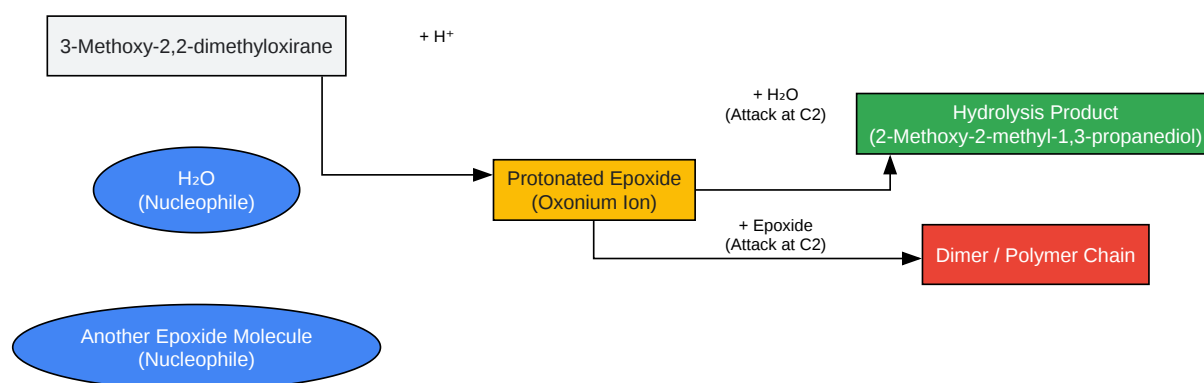 3-Methoxy-2,2-dimethyloxirane
+ H⁺
+ H₂O
(Attack at C2)
Hydrolysis Product
(2-Methoxy-2-methyl-1,3-propanediol)
H₂O
(Nucleophile)
Protonated Epoxide
(Oxonium Ion)
+ Epoxide
(Attack at C2)
Dimer / Polymer Chain
Another Epoxide Molecule
(Nucleophile)